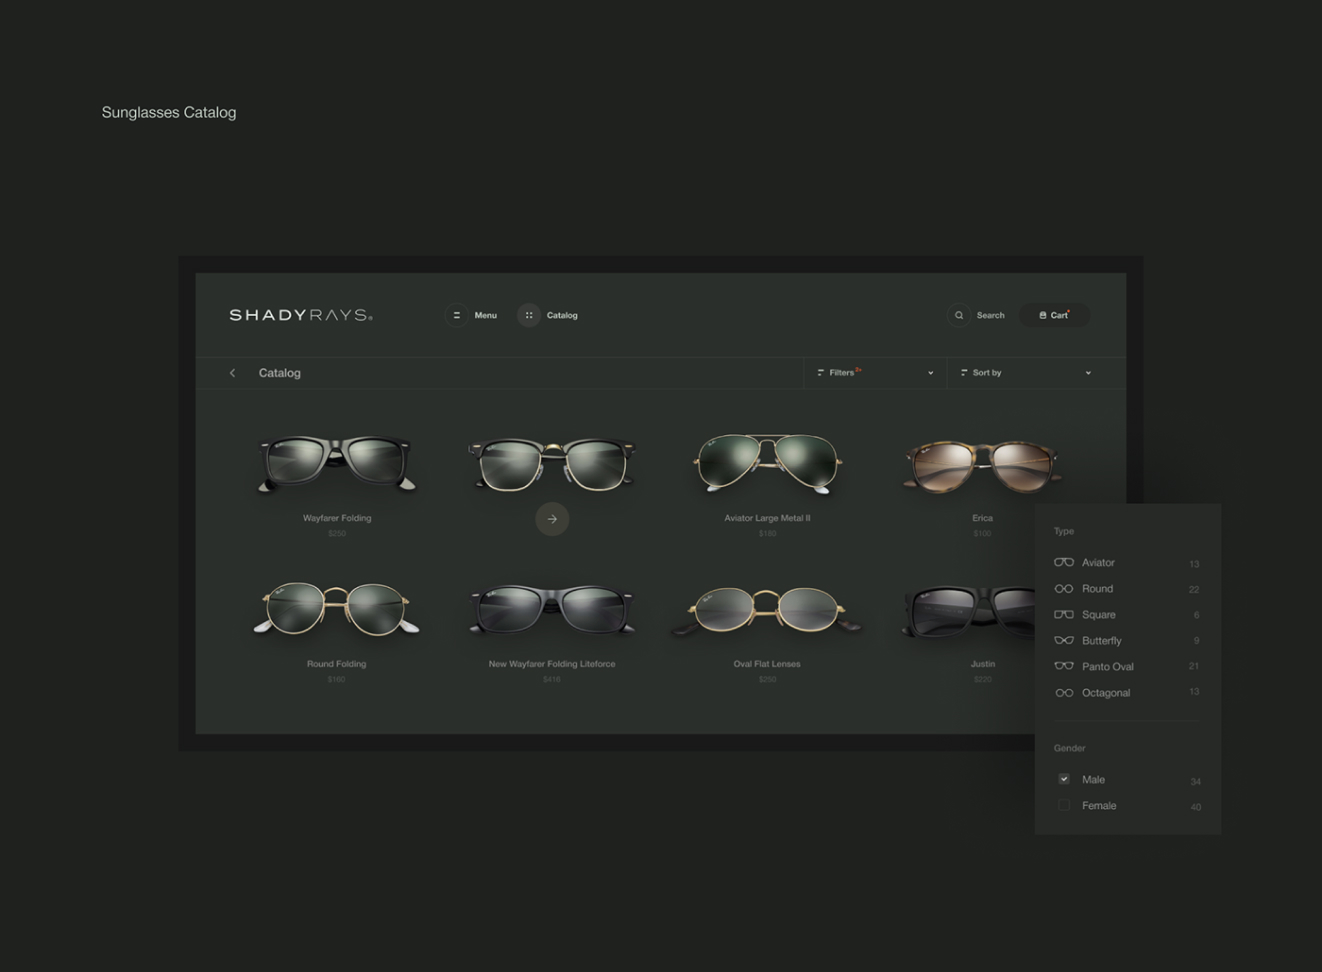 Sunglasses Catalog
SHADYRAYS®
Menu
Catalog
Search
Cart
Catalog
Filters
Sort by
Wayfarer Folding
$250
Aviator Large Metal II
$180
Erica
$100
Round Folding
$160
New Wayfarer Folding Liteforce
$416
Oval Flat Lenses
$250
Justin
$220
Type
Aviator 13
Round 22
Square 6
Butterfly 9
Panto Oval 21
Octagonal 13
Gender
Male 34
Female 40